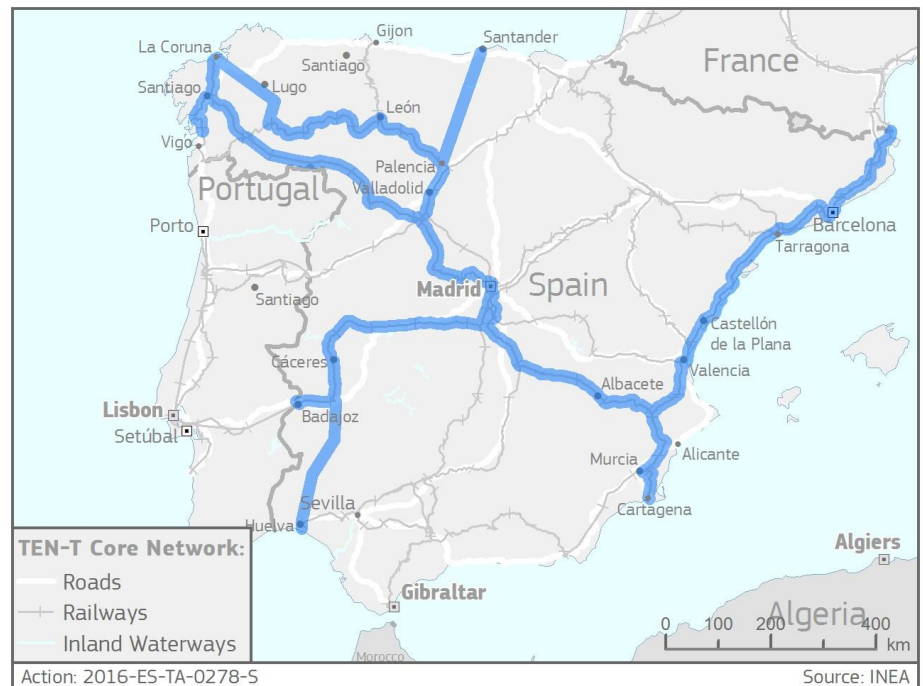 Gijon
La Coruna
Santander
Santiago
France
Santiago
Lugo
León
Vigo
Palencia
Portugal
Valladolid
Porto
Barcelona
Tarragona
Madrid
Spain
Santiago
Castellón
de la Plana
Cáceres
Valencia
Albacete
Lisbon
Badajoz
Setúbal
Alicante
Murcia
Sevilla
Cartagena
Huelva
TEN-T Core Network:
Roads
Railways
Inland Waterways
Algiers
Gibraltar
Algeria
0 100 200 400
km
Morocco
Action: 2016-ES-TA-0278-S
Source: INEA